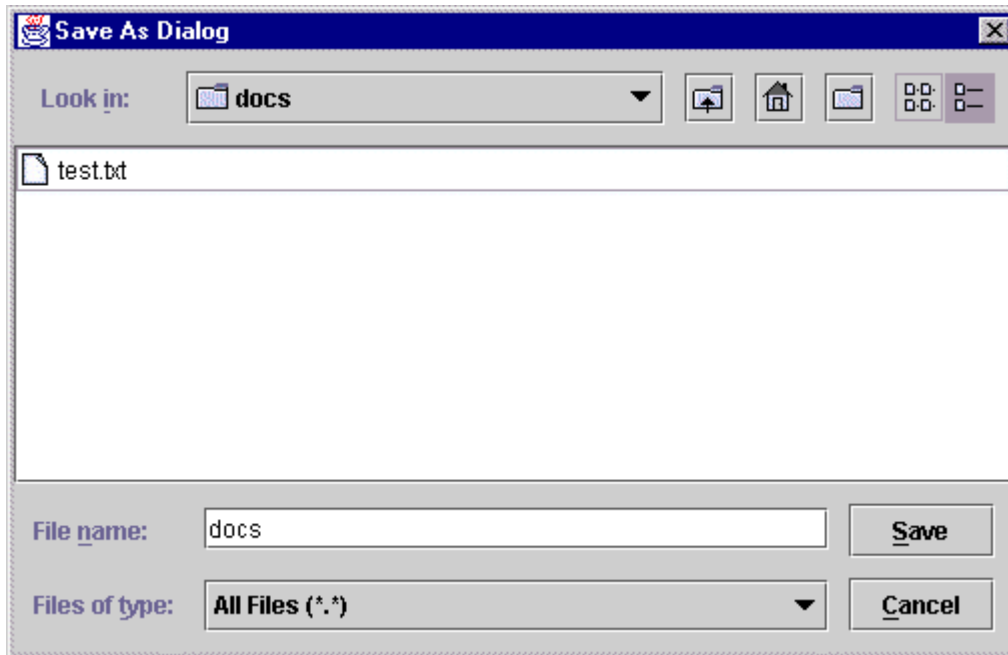 Save As Dialog
Look in: docs
test.txt
File name: docs Save
Files of type: All Files (*.*) Cancel